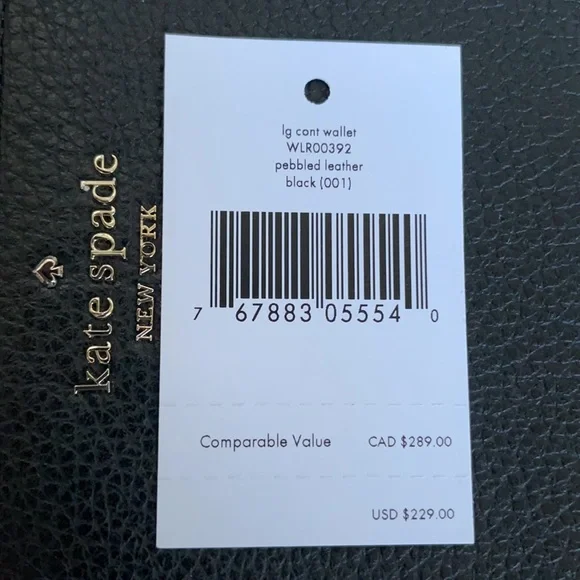 kate spade
NEW YORK
lg cont wallet
WLR00392
pebbled leather
black (001)
7 67883 05554 0
Comparable Value CAD $289.00
USD $229.00